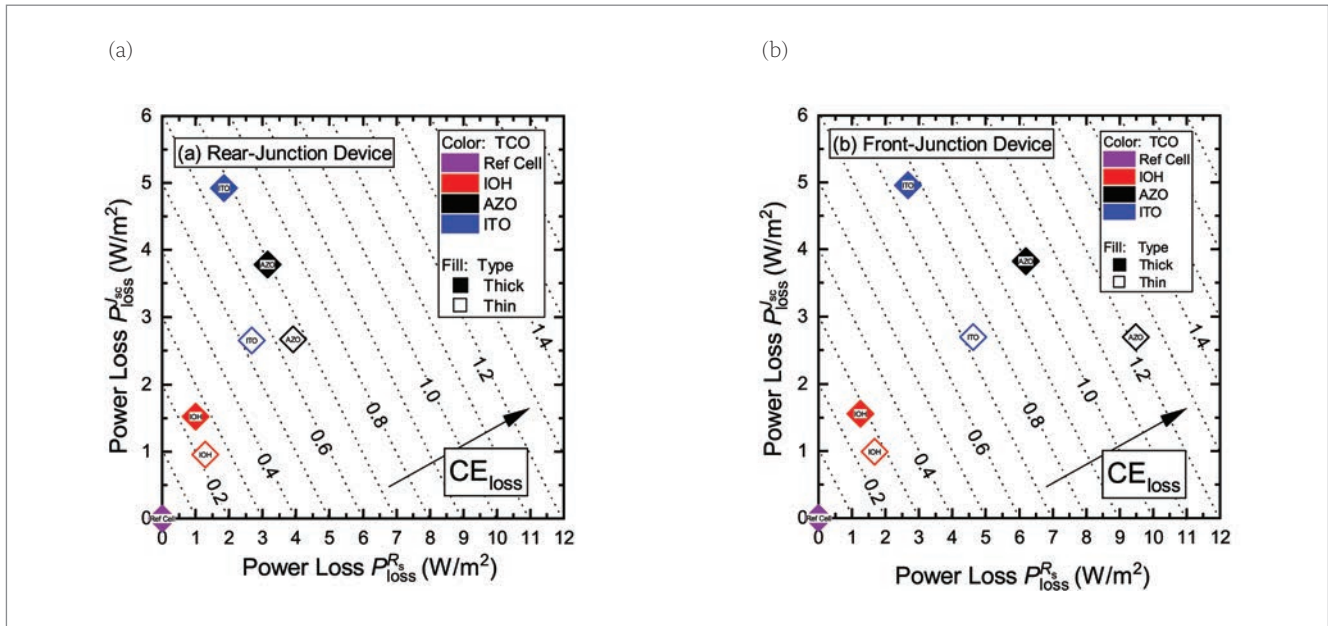 (a)
(b)
6
5
4
3
2
1
0
Power Loss P_loss^Jsc (W/m²)
(a) Rear-Junction Device
Color: TCO
Ref Cell
IOH
AZO
ITO
Fill: Type
Thick
Thin
ITO
AZO
ITO
AZO
IOH
IOH
Ref Cell
0.2
0.4
0.6
0.8
1.0
1.2
1.4
CE_loss
0 1 2 3 4 5 6 7 8 9 10 11 12
Power Loss P_loss^Rs (W/m²)
6
5
4
3
2
1
0
Power Loss P_loss^Jsc (W/m²)
(b) Front-Junction Device
Color: TCO
Ref Cell
IOH
AZO
ITO
Fill: Type
Thick
Thin
ITO
AZO
ITO
AZO
IOH
IOH
Ref Cell
0.2
0.4
0.6
0.8
1.0
1.2
1.4
CE_loss
0 1 2 3 4 5 6 7 8 9 10 11 12
Power Loss P_loss^Rs (W/m²)